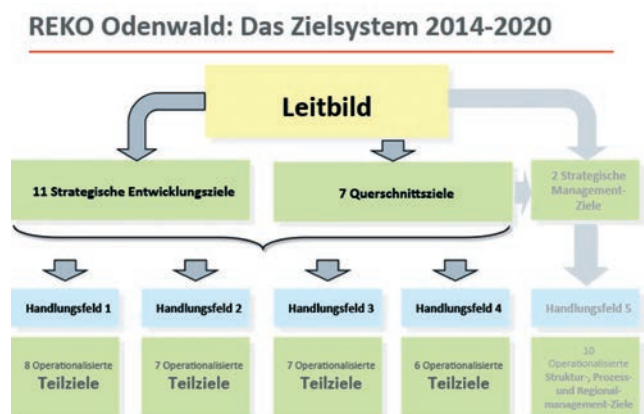 REKO Odenwald: Das Zielsystem 2014-2020
Leitbild
11 Strategische Entwicklungsziele
7 Querschnittsziele
2 Strategische
Management-
Ziele
Handlungsfeld 1
Handlungsfeld 2
Handlungsfeld 3
Handlungsfeld 4
Handlungsfeld 5
8 Operationalisierte
Teilziele
7 Operationalisierte
Teilziele
7 Operationalisierte
Teilziele
6 Operationalisierte
Teilziele
10
Operationalisierte
Struktur-, Prozess-
und Regional-
management-Ziele